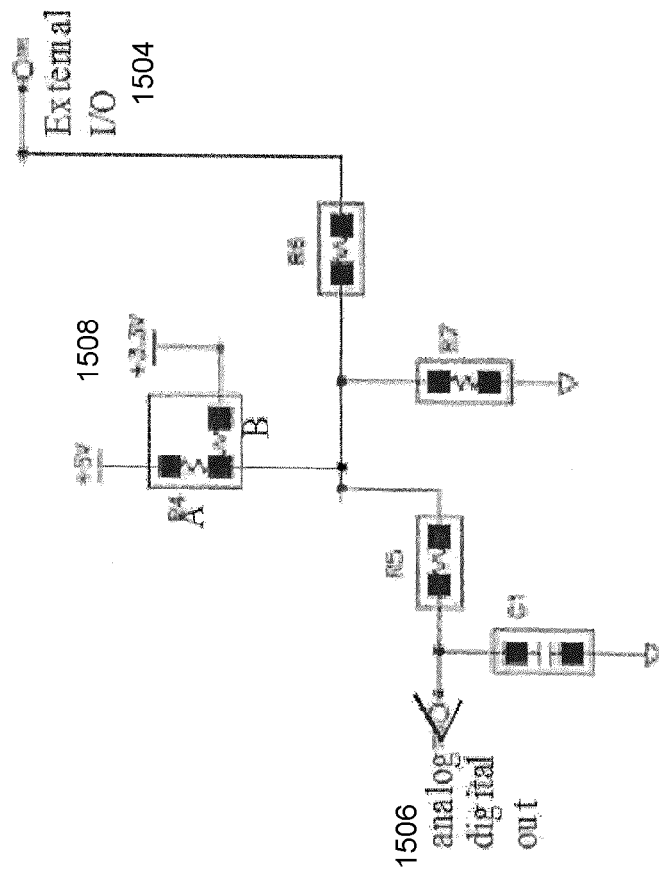 External
I/O
1504
R6
1508
+3.3V
+5V
R4
A
B
R7
R5
C1
1506
analog
digital
out